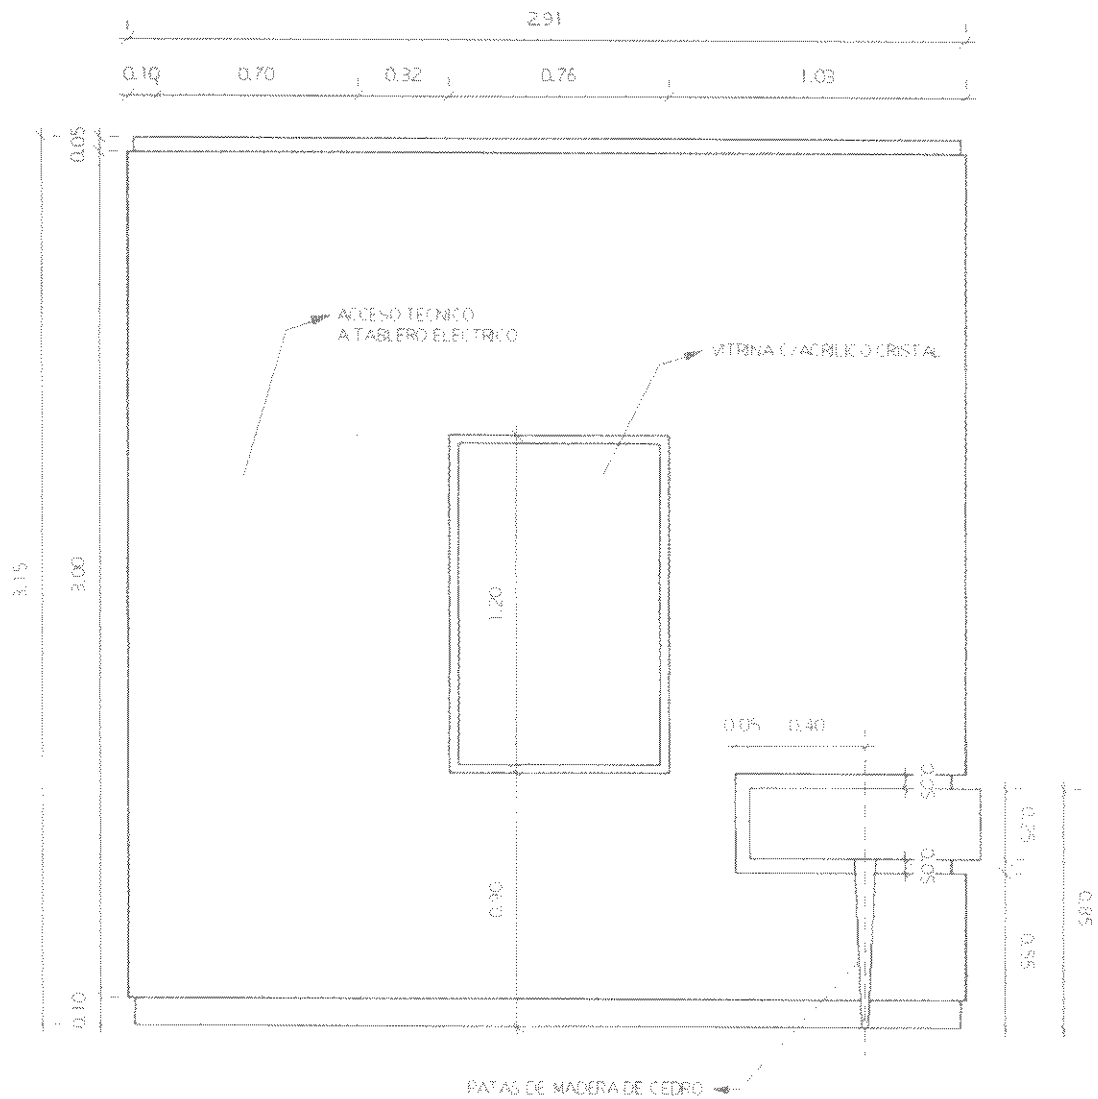 2.91
0.10 0.70 0.32 0.76 1.03
0.05
ACCESO TECNICO
A TABLERO ELECTRICO
VITRINA C/ACRILICO CRISTAL
3.15
3.00
1.20
0.05 0.40
0.05
0.25
0.05
0.90
0.85
0.55
0.10
PATAS DE MADERA DE CEDRO